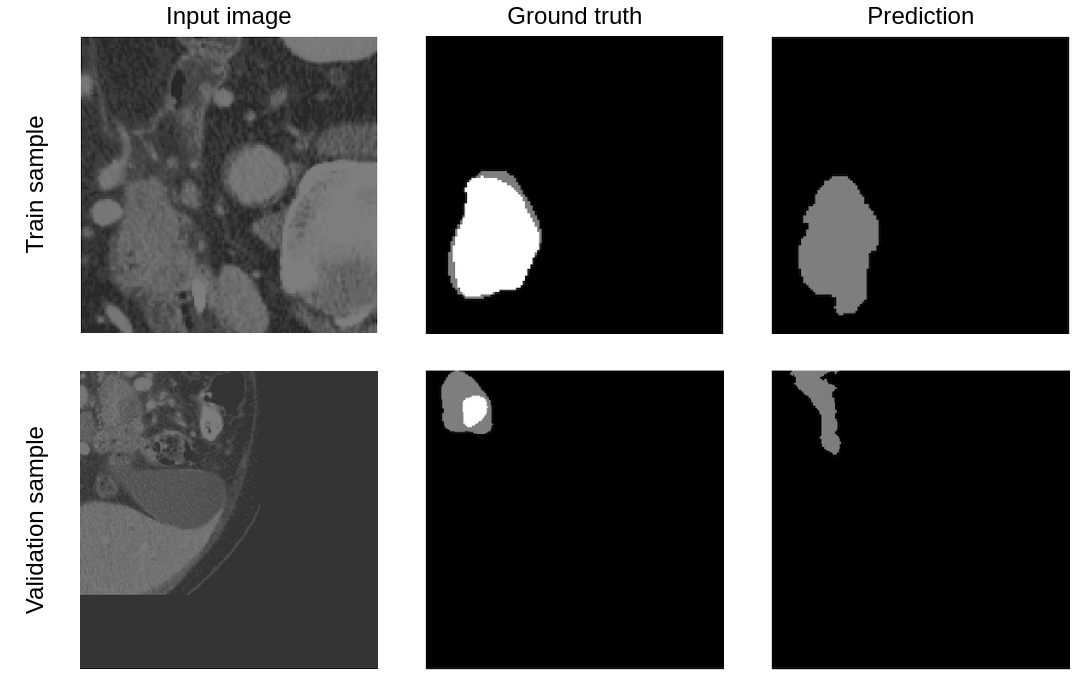 Input image
Ground truth
Prediction
Train sample
Validation sample